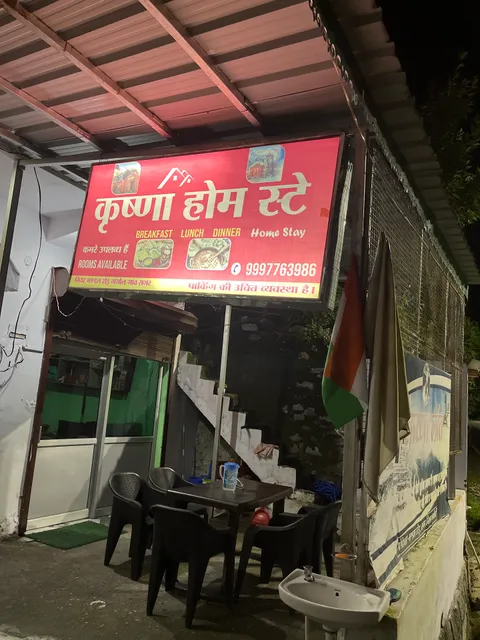 कृष्णा होम स्टे
BREAKFAST LUNCH DINNER Home Stay
कमरे उपलब्ध हैं
ROOMS AVAILABLE
9997763986
पार्किंग की उचित व्यवस्था है।